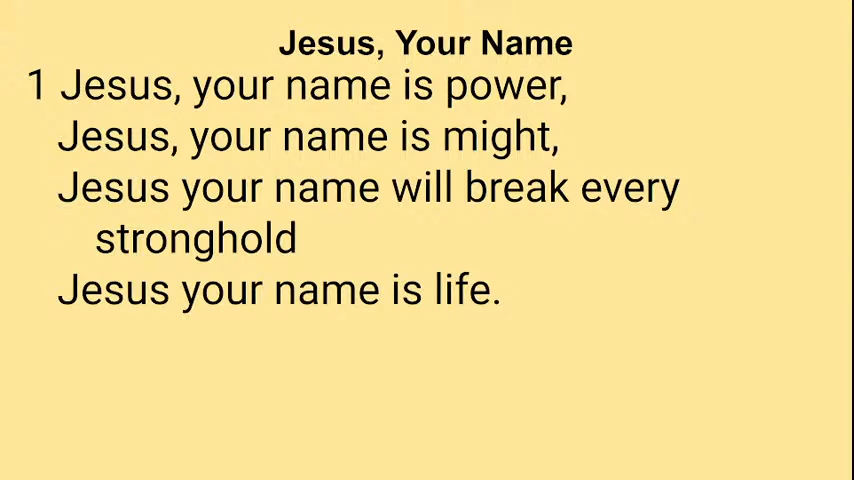 Jesus, Your Name
1 Jesus, your name is power,
Jesus, your name is might,
Jesus your name will break every
stronghold
Jesus your name is life.